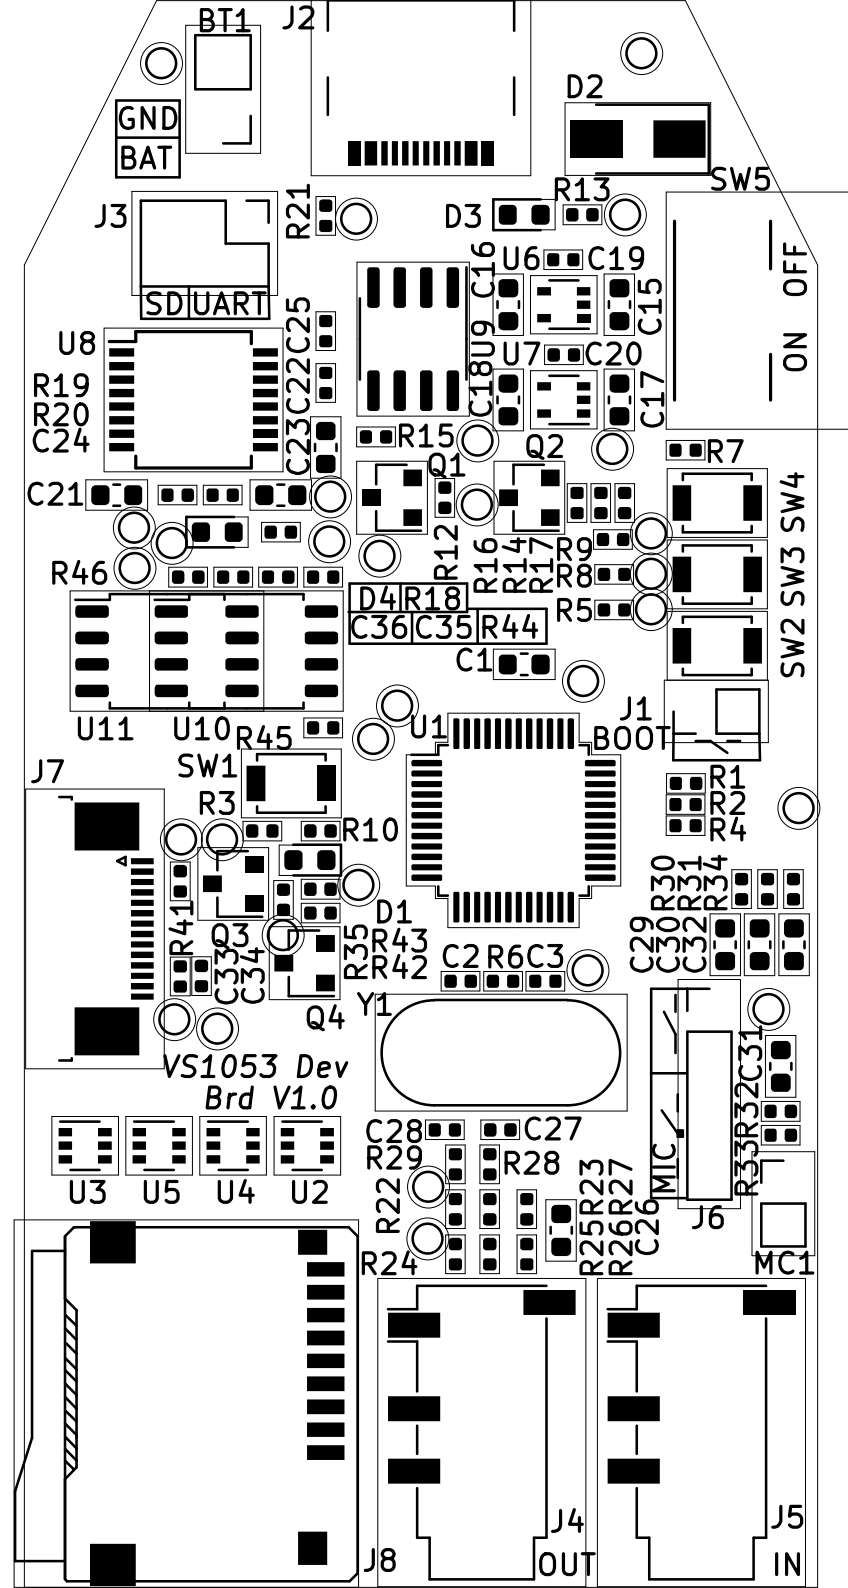 BT1
J2
D2
GND
BAT
SW5
J3
R21
D3
R13
OFF
C16
U6
C19
SD
UART
C15
C25
U8
U9
U7
C20
ON
R19
C22
C18
C17
R20
C24
C23
R15
Q1
Q2
R7
C21
SW4
R12
R16
R14
R17
R9
R8
SW3
R46
D4
R18
R5
C36
C35
R44
SW2
C1
U11
U10
U1
J1
BOOT
R45
SW1
J7
R3
R10
R1
R2
R4
R30
R31
R34
R41
Q3
D1
R35
R43
R42
C29
C30
C32
C33
C34
C2
R6
C3
Q4
Y1
VS1053 Dev
Brd V1.0
C31
R32
C28
C27
R29
R28
R33
MIC
U3
U5
U4
U2
R22
R23
R27
R24
R25
R26
C26
J6
MC1
J4
OUT
J5
IN
J8